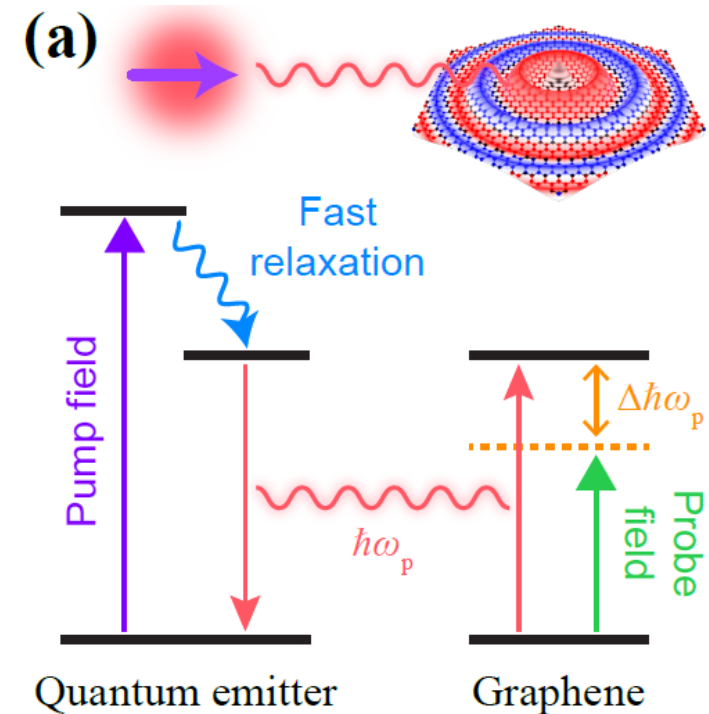 (a)
Fast
relaxation
Pump field
Δħω_p
ħω_p
Probe
field
Quantum emitter
Graphene